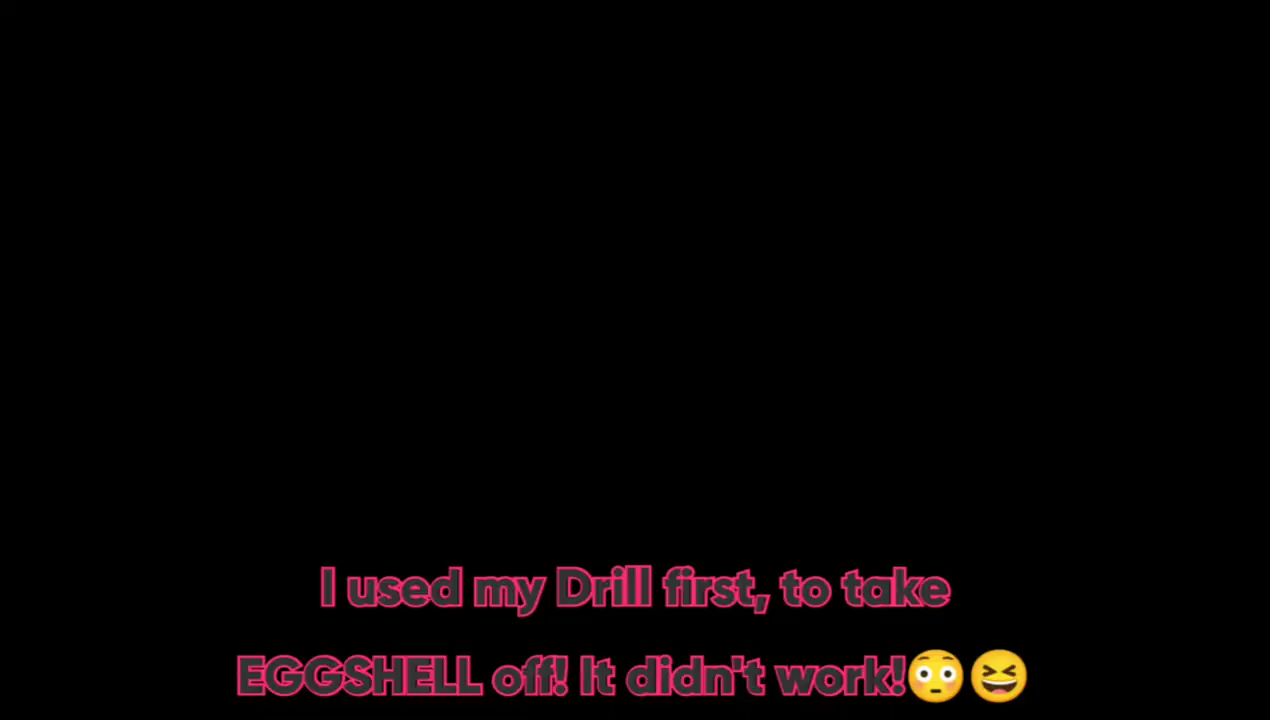 I used my Drill first, to take
EGGSHELL off! It didn't work!😳😆